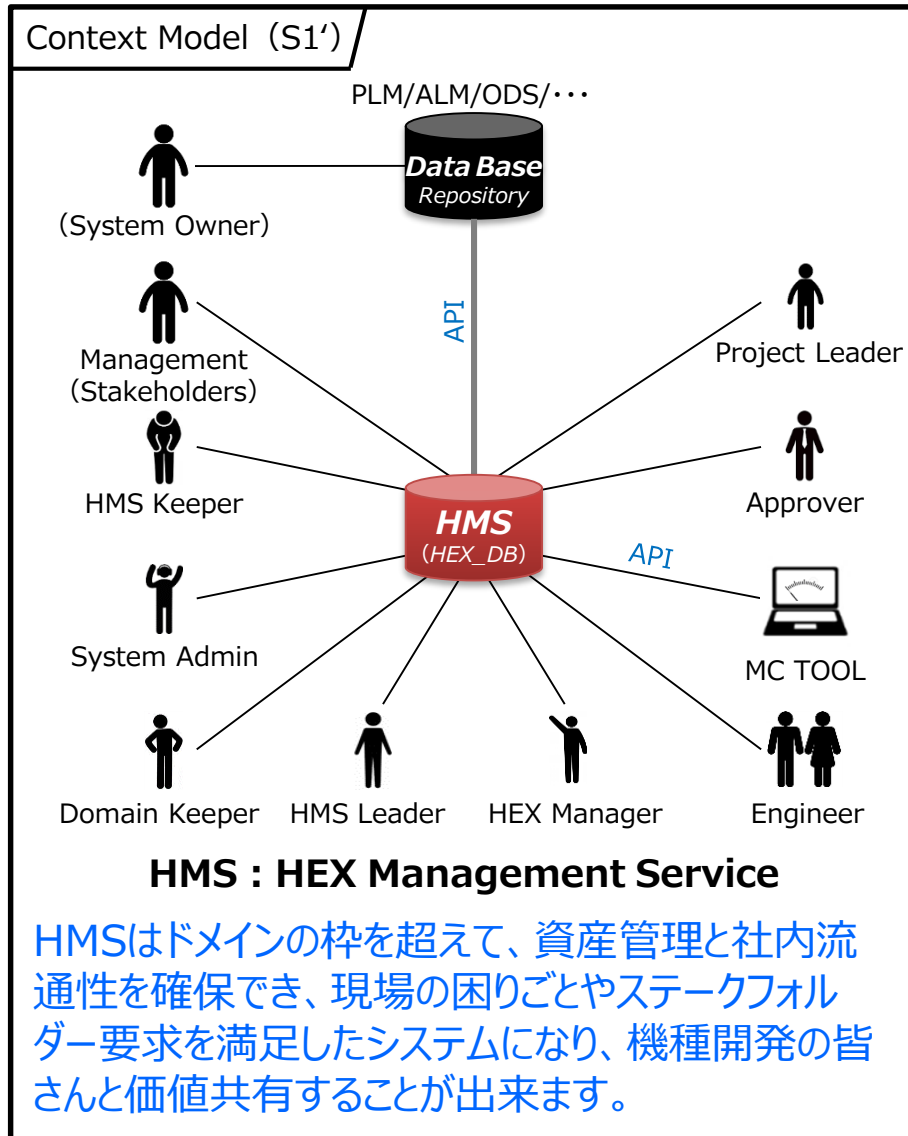 Context Model（S1‘）
PLM/ALM/ODS/・・・
Data Base
Repository
（System Owner）
API
Management
（Stakeholders）
Project Leader
HMS Keeper
Approver
HMS
（HEX_DB）
API
System Admin
MC TOOL
Domain Keeper
HMS Leader
HEX Manager
Engineer
HMS : HEX Management Service
HMSはドメインの枠を超えて、資産管理と社内流
通性を確保でき、現場の困りごとやステークフォル
ダー要求を満足したシステムになり、機種開発の皆
さんと価値共有することが出来ます。